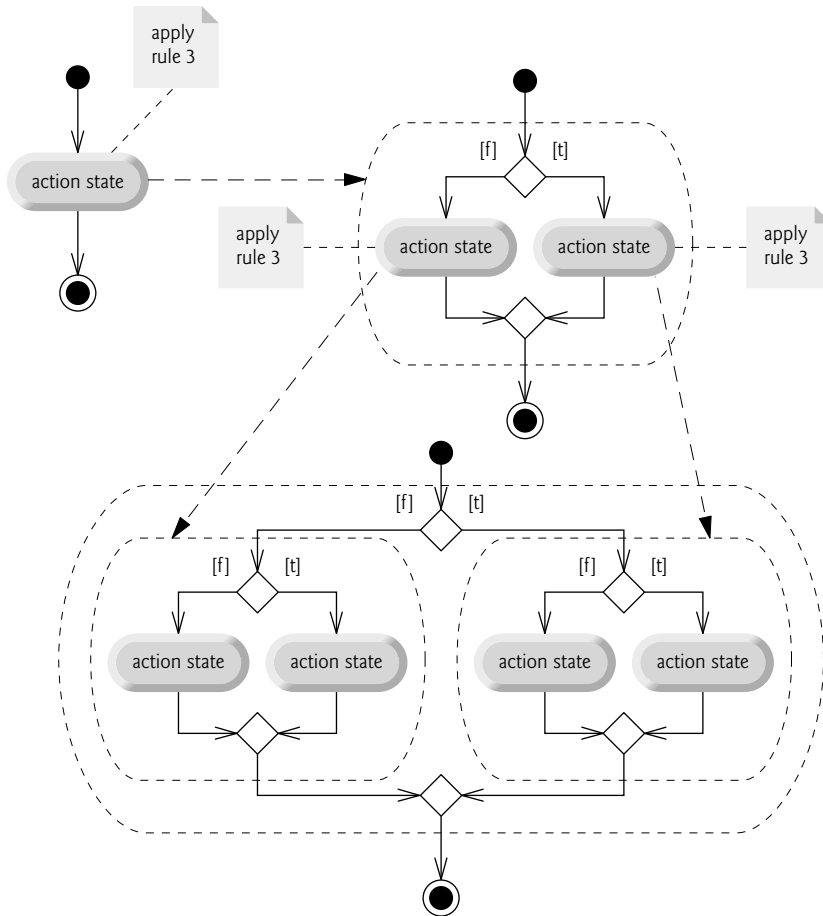 apply
rule 3
action state
[f]
[t]
apply
rule 3
action state
action state
apply
rule 3
[f]
[t]
[f]
[t]
[f]
[t]
action state
action state
action state
action state